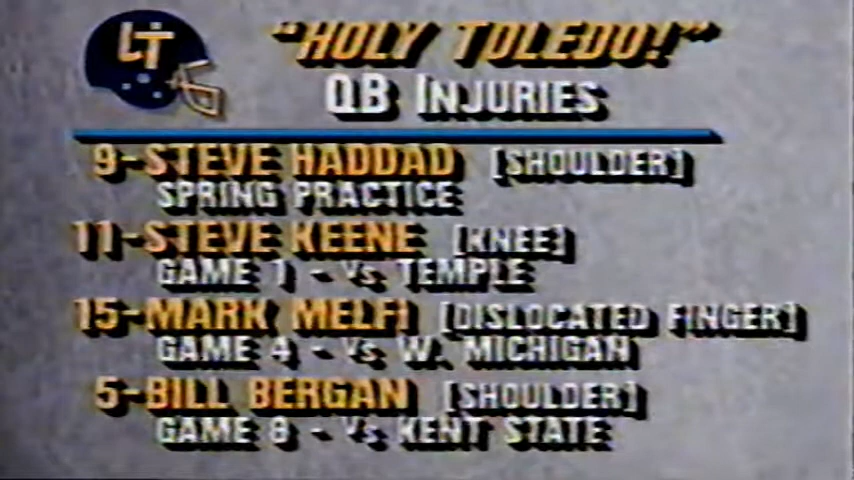 UT
"HOLY TOLEDO!"
QB INJURIES
9-STEVE HADDAD [SHOULDER]
SPRING PRACTICE
11-STEVE KEENE [KNEE]
GAME 1 - VS TEMPLE
15-MARK MELFI [DISLOCATED FINGER]
GAME 4 - VS W. MICHIGAN
5-BILL BERGAN [SHOULDER]
GAME 8 - VS KENT STATE